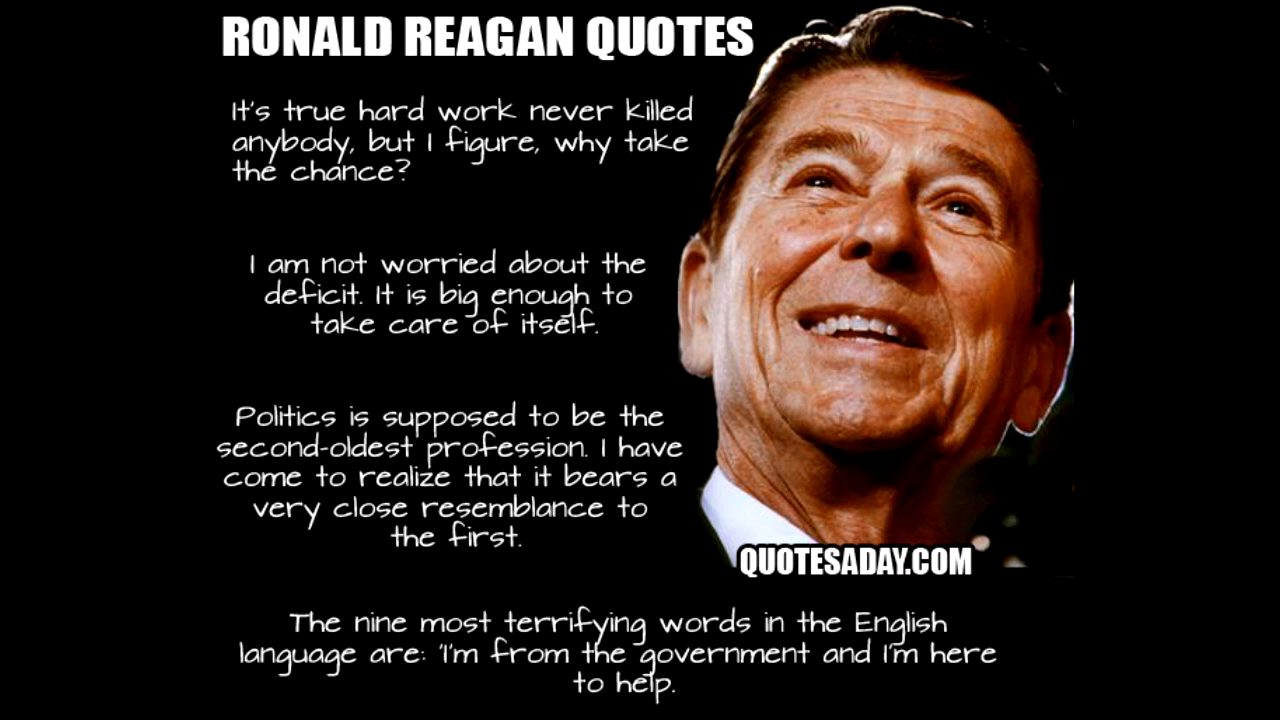 RONALD REAGAN QUOTES
It's true hard work never killed
anybody, but I figure, why take
the chance?
I am not worried about the
deficit. It is big enough to
take care of itself.
Politics is supposed to be the
second-oldest profession. I have
come to realize that it bears a
very close resemblance to
the first.
QUOTESADAY.COM
The nine most terrifying words in the English
language are: 'I'm from the government and I'm here
to help.